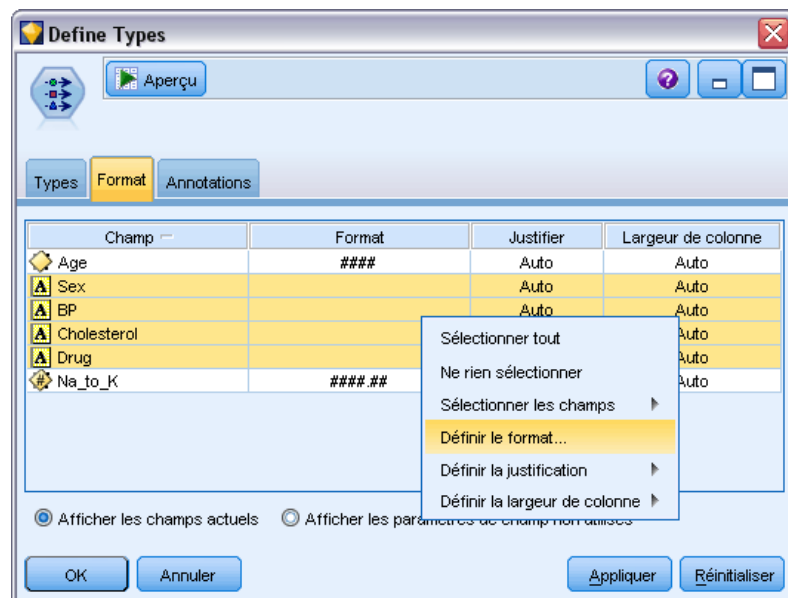 Define Types
Aperçu
Types Format Annotations
Champ Format Justifier Largeur de colonne
Age #### Auto Auto
A Sex Auto Auto
A BP Auto Auto
A Cholesterol Auto
A Drug Auto
# Na_to_K ####.## Auto
Sélectionner tout
Ne rien sélectionner
Sélectionner les champs
Définir le format...
Définir la justification
Définir la largeur de colonne
Afficher les champs actuels Afficher les paramètres de champ non utilisés
OK Annuler Appliquer Réinitialiser